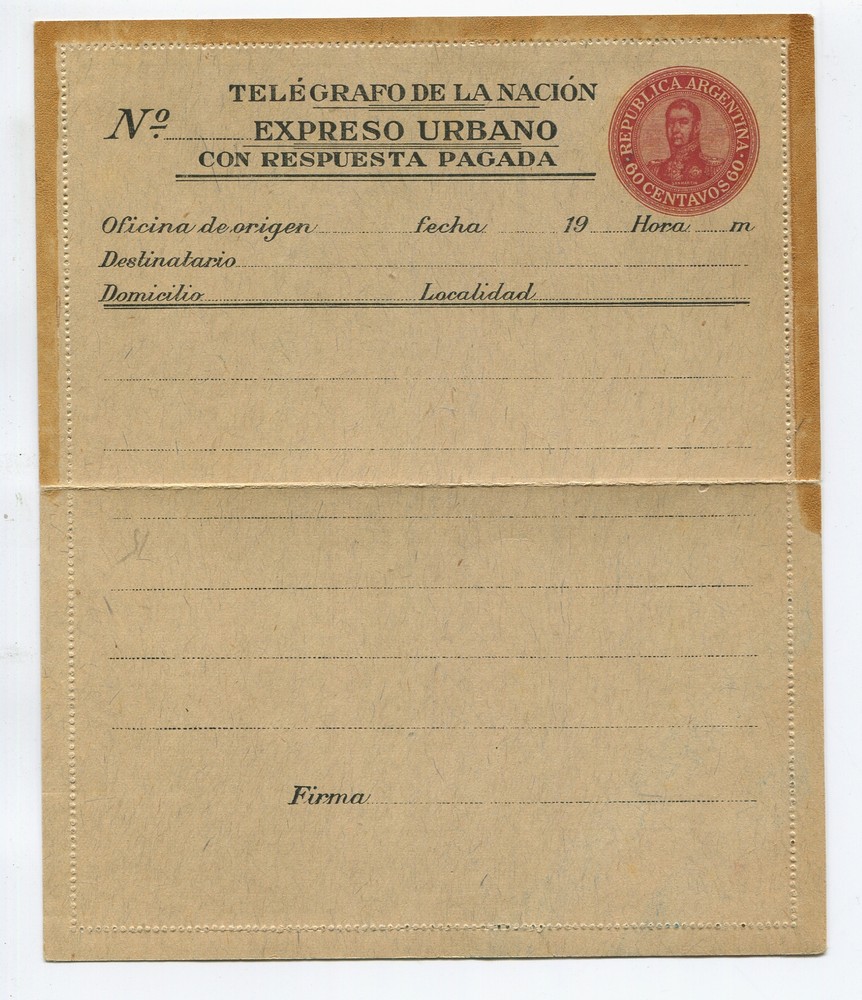 TELÉGRAFO DE LA NACIÓN
Nº
EXPRESO URBANO
CON RESPUESTA PAGADA
REPUBLICA ARGENTINA
60 CENTAVOS 60
Oficina de origen fecha 19 Hora m
Destinatario
Domicilio Localidad
Firma